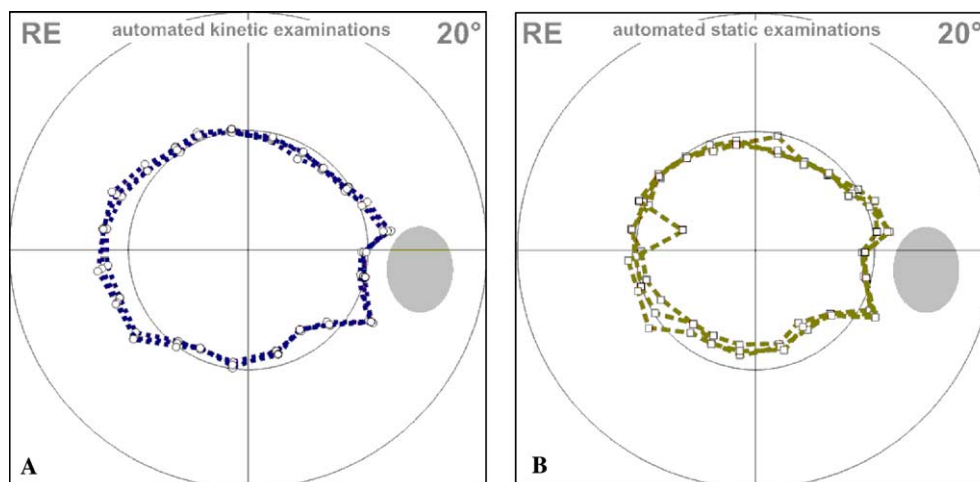 RE automated kinetic examinations 20°
A
RE automated static examinations 20°
B